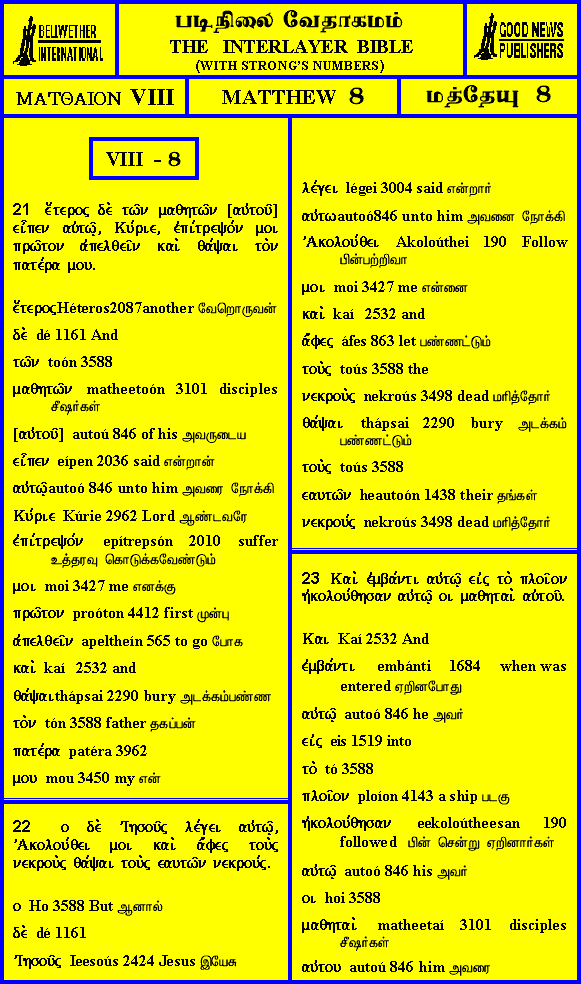 BELLWETHER
INTERNATIONAL
படிநிலை வேதாகமம்
THE INTERLAYER BIBLE
(WITH STRONG'S NUMBERS)
GOOD NEWS
PUBLISHERS
ΜΑΤΘΑΙΟΝ VIII
MATTHEW 8
மத்தேயு 8
VIII - 8
21 ἕτερος δὲ τῶν μαθητῶν [αὐτοῦ]
εἶπεν αὐτῷ, Κύριε, ἐπίτρεψόν μοι
πρῶτον ἀπελθεῖν καὶ θάψαι τὸν
πατέρα μου.
ἕτερος Héteros2087another வேறொருவன்
δὲ dé 1161 And
τῶν toón 3588
μαθητῶν matheetoón 3101 disciples
சீஷர்கள்
[αὐτοῦ] autoú 846 of his அவருடைய
εἶπεν eípen 2036 said என்றான்
αὐτῷ autoó 846 unto him அவரை நோக்கி
Κύριε Kúrie 2962 Lord ஆண்டவரே
ἐπίτρεψόν epítrepsón 2010 suffer
உத்தரவு கொடுக்கவேண்டும்
μοι moi 3427 me எனக்கு
πρῶτον proóton 4412 first முன்பு
ἀπελθεῖν apeltheín 565 to go போக
καὶ kaí 2532 and
θάψαι thápsai 2290 bury அடக்கம்பண்ண
τὸν tón 3588 father தகப்பன்
πατέρα patéra 3962
μου mou 3450 my என்
22 ο δὲ Ἰησοῦς λέγει αὐτῷ,
Ἀκολούθει μοι καὶ ἄφες τοὺς
νεκροὺς θάψαι τοὺς εαυτῶν νεκρούς.
ο Ho 3588 But ஆனால்
δὲ dé 1161
Ἰησοῦς Ieesoús 2424 Jesus இயேசு
λέγει légei 3004 said என்றார்
αὐτω autoó846 unto him அவனை நோக்கி
Ἀκολούθει Akoloúthei 190 Follow
பின்பற்றிவா
μοι moi 3427 me என்னை
καὶ kaí 2532 and
ἄφες áfes 863 let பண்ணட்டும்
τοὺς toús 3588 the
νεκροὺς nekroús 3498 dead மரித்தோர்
θάψαι thápsai 2290 bury அடக்கம்
பண்ணட்டும்
τοὺς toús 3588
εαυτῶν heautoón 1438 their தங்கள்
νεκρούς nekroús 3498 dead மரித்தோர்
23 Καὶ ἐμβάντι αὐτῷ εἰς τὸ πλοῖον
ἠκολούθησαν αὐτῷ οι μαθηταὶ αὐτοῦ.
Και Kaí 2532 And
ἐμβάντι embánti 1684 when was
entered ஏறினபோது
αὐτῷ autoó 846 he அவர்
εἰς eis 1519 into
τὸ tó 3588
πλοῖον ploíon 4143 a ship படகு
ἠκολούθησαν eekoloútheesan 190
followed பின் சென்று ஏறினார்கள்
αὐτῷ autoó 846 his அவர்
οι hoi 3588
μαθηταὶ matheetaí 3101 disciples
சீஷர்கள்
αὐτου autoú 846 him அவரை